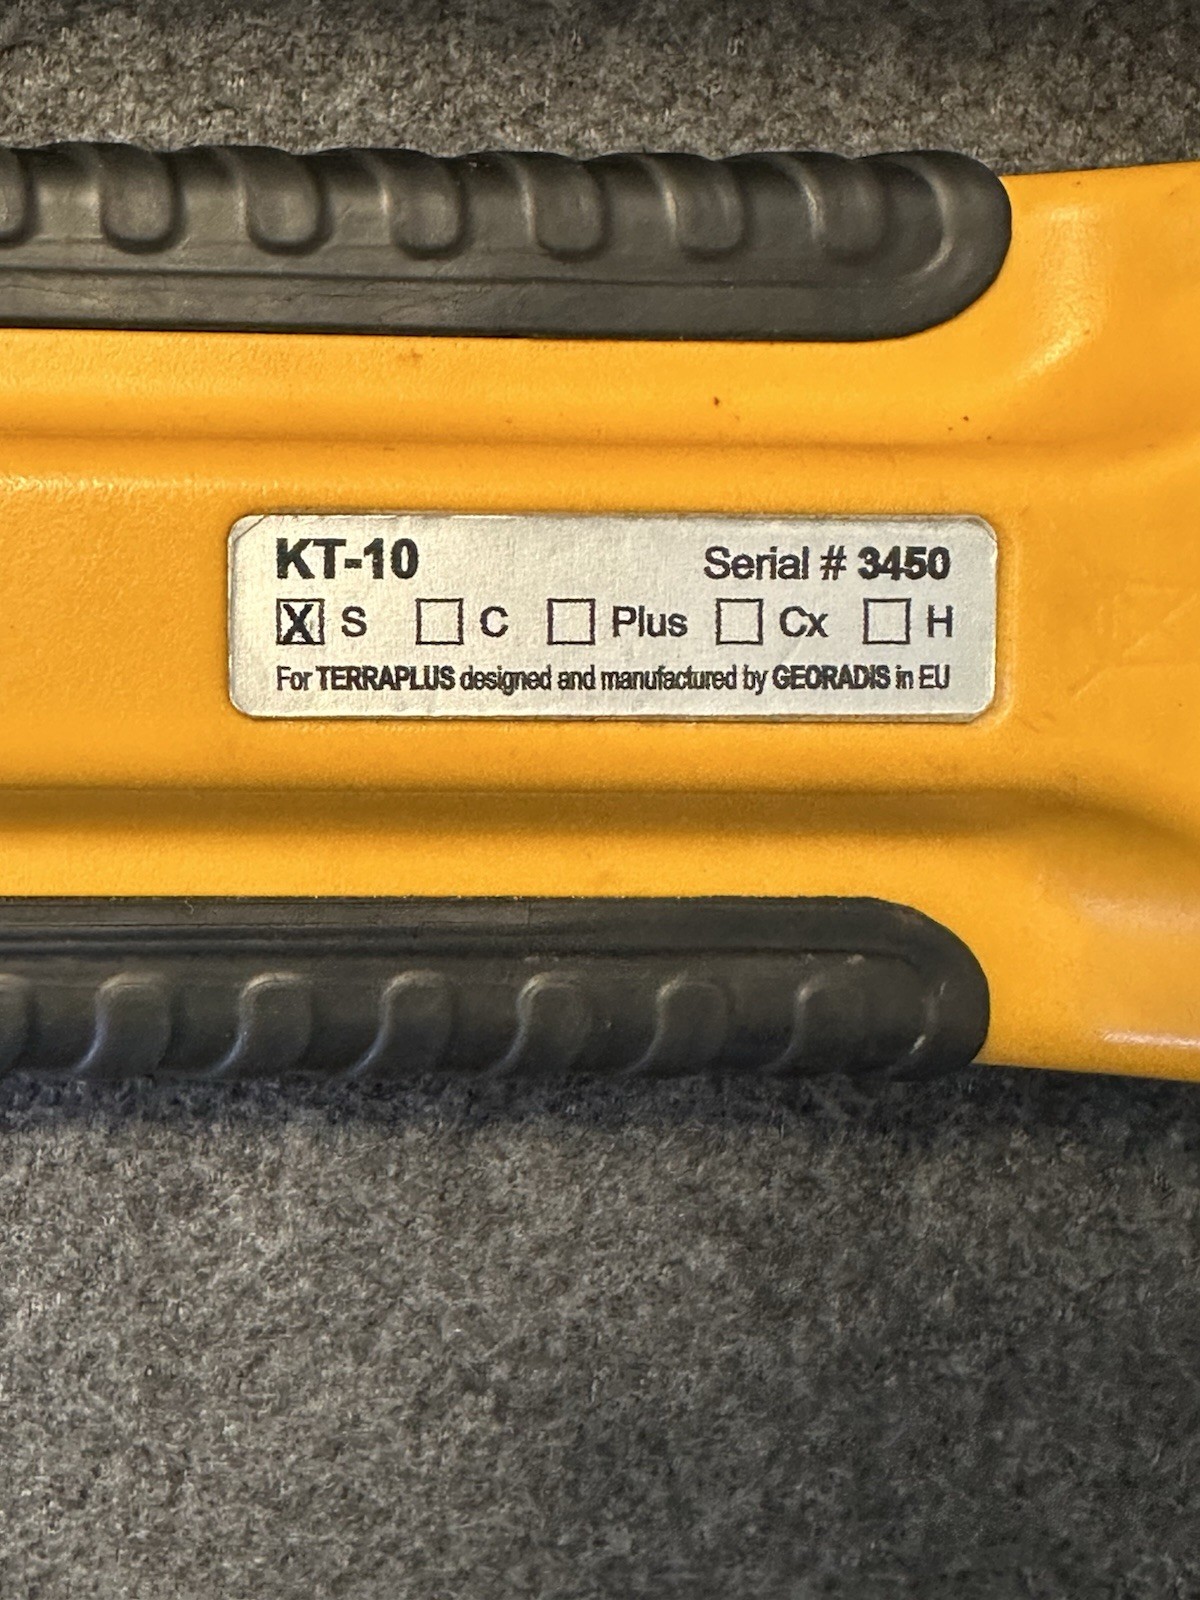 KT-10 Serial # 3450
☒ S ☐ C ☐ Plus ☐ Cx ☐ H
For TERRAPLUS designed and manufactured by GEORADIS in EU